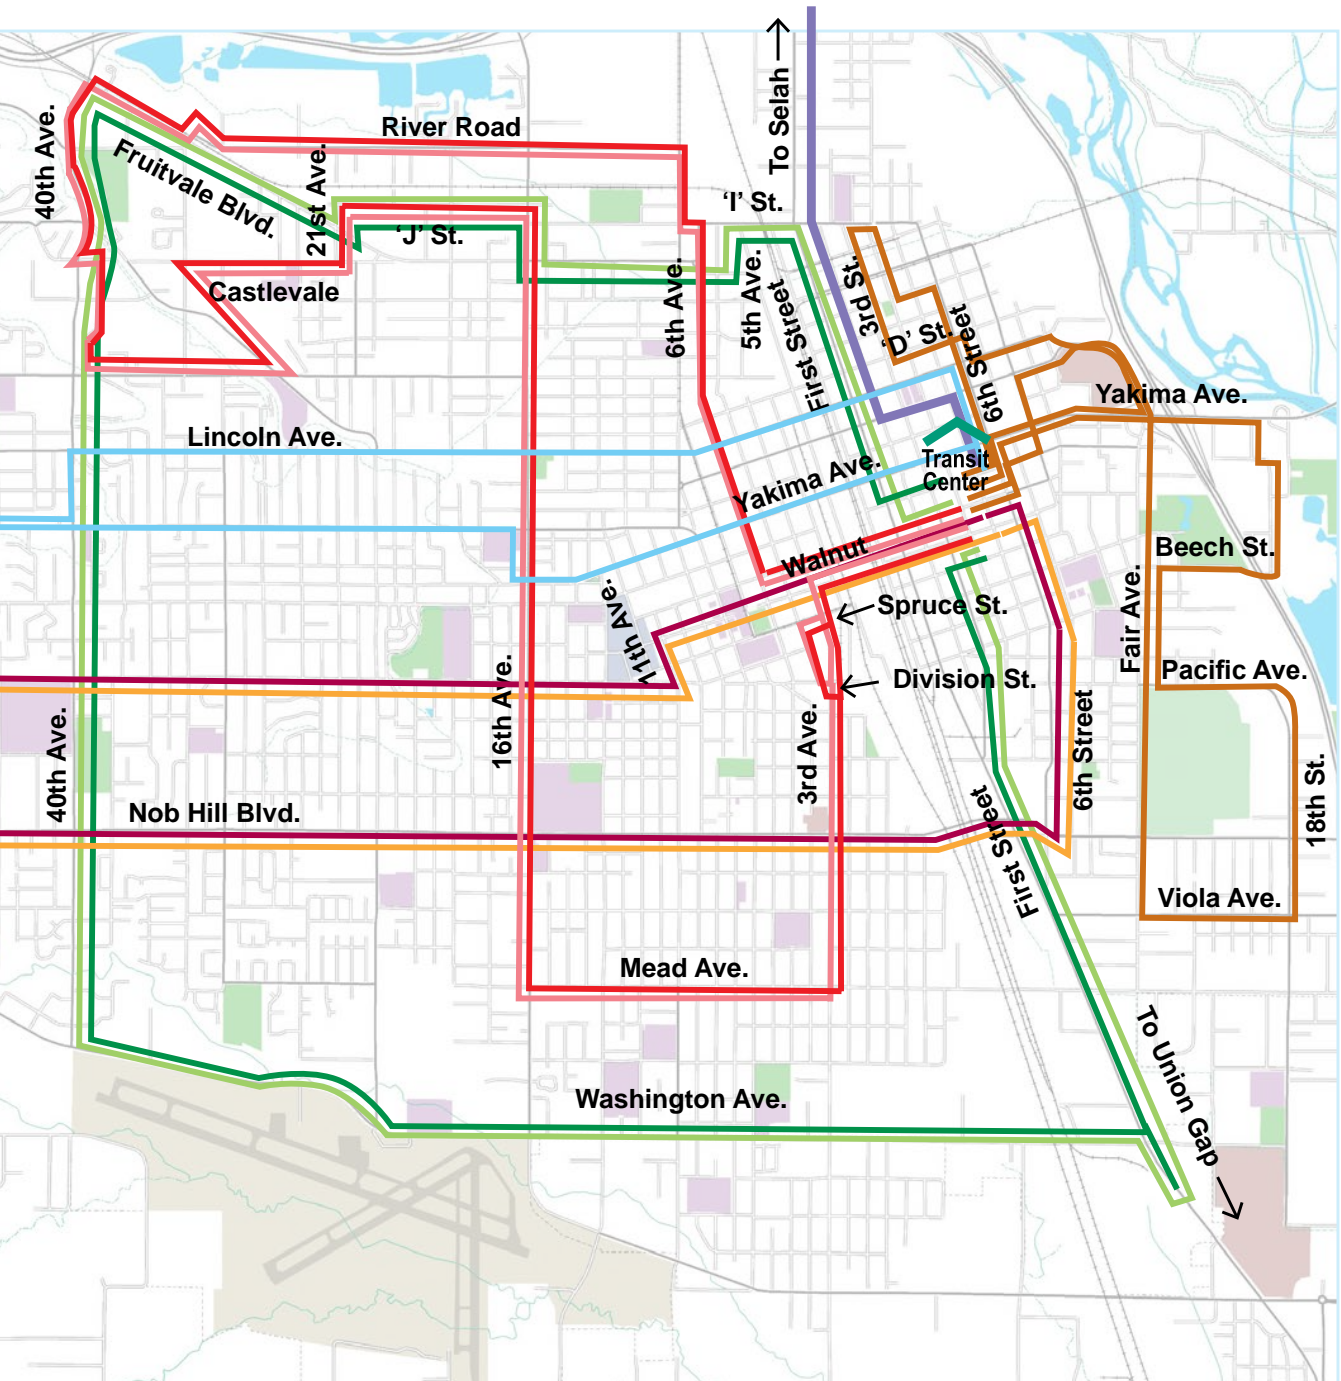 To Selah
40th Ave.
River Road
Fruitvale Blvd.
21st Ave.
'I' St.
'J' St.
Castlevale
6th Ave.
5th Ave.
First Street
3rd St.
'D' St.
6th Street
Yakima Ave.
Lincoln Ave.
Yakima Ave.
Transit
Center
Walnut
Beech St.
11th Ave.
Spruce St.
Fair Ave.
Division St.
Pacific Ave.
16th Ave.
40th Ave.
3rd Ave.
6th Street
18th St.
Nob Hill Blvd.
First Street
Viola Ave.
Mead Ave.
To Union Gap
Washington Ave.